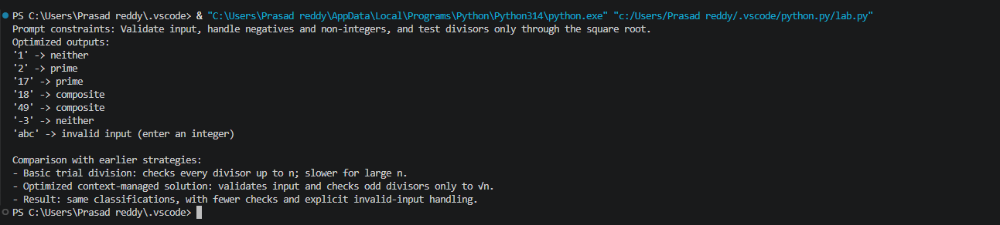 PS C:\Users\Prasad reddy\.vscode> & "C:\Users\Prasad reddy\AppData\Local\Programs\Python\Python314\python.exe" "c:/Users/Prasad reddy/.vscode/python.py/lab.py"
Prompt constraints: Validate input, handle negatives and non-integers, and test divisors only through the square root.
Optimized outputs:
'1' -> neither
'2' -> prime
'17' -> prime
'18' -> composite
'49' -> composite
'-3' -> neither
'abc' -> invalid input (enter an integer)

Comparison with earlier strategies:
- Basic trial division: checks every divisor up to n; slower for large n.
- Optimized context-managed solution: validates input and checks odd divisors only to √n.
- Result: same classifications, with fewer checks and explicit invalid-input handling.
PS C:\Users\Prasad reddy\.vscode>